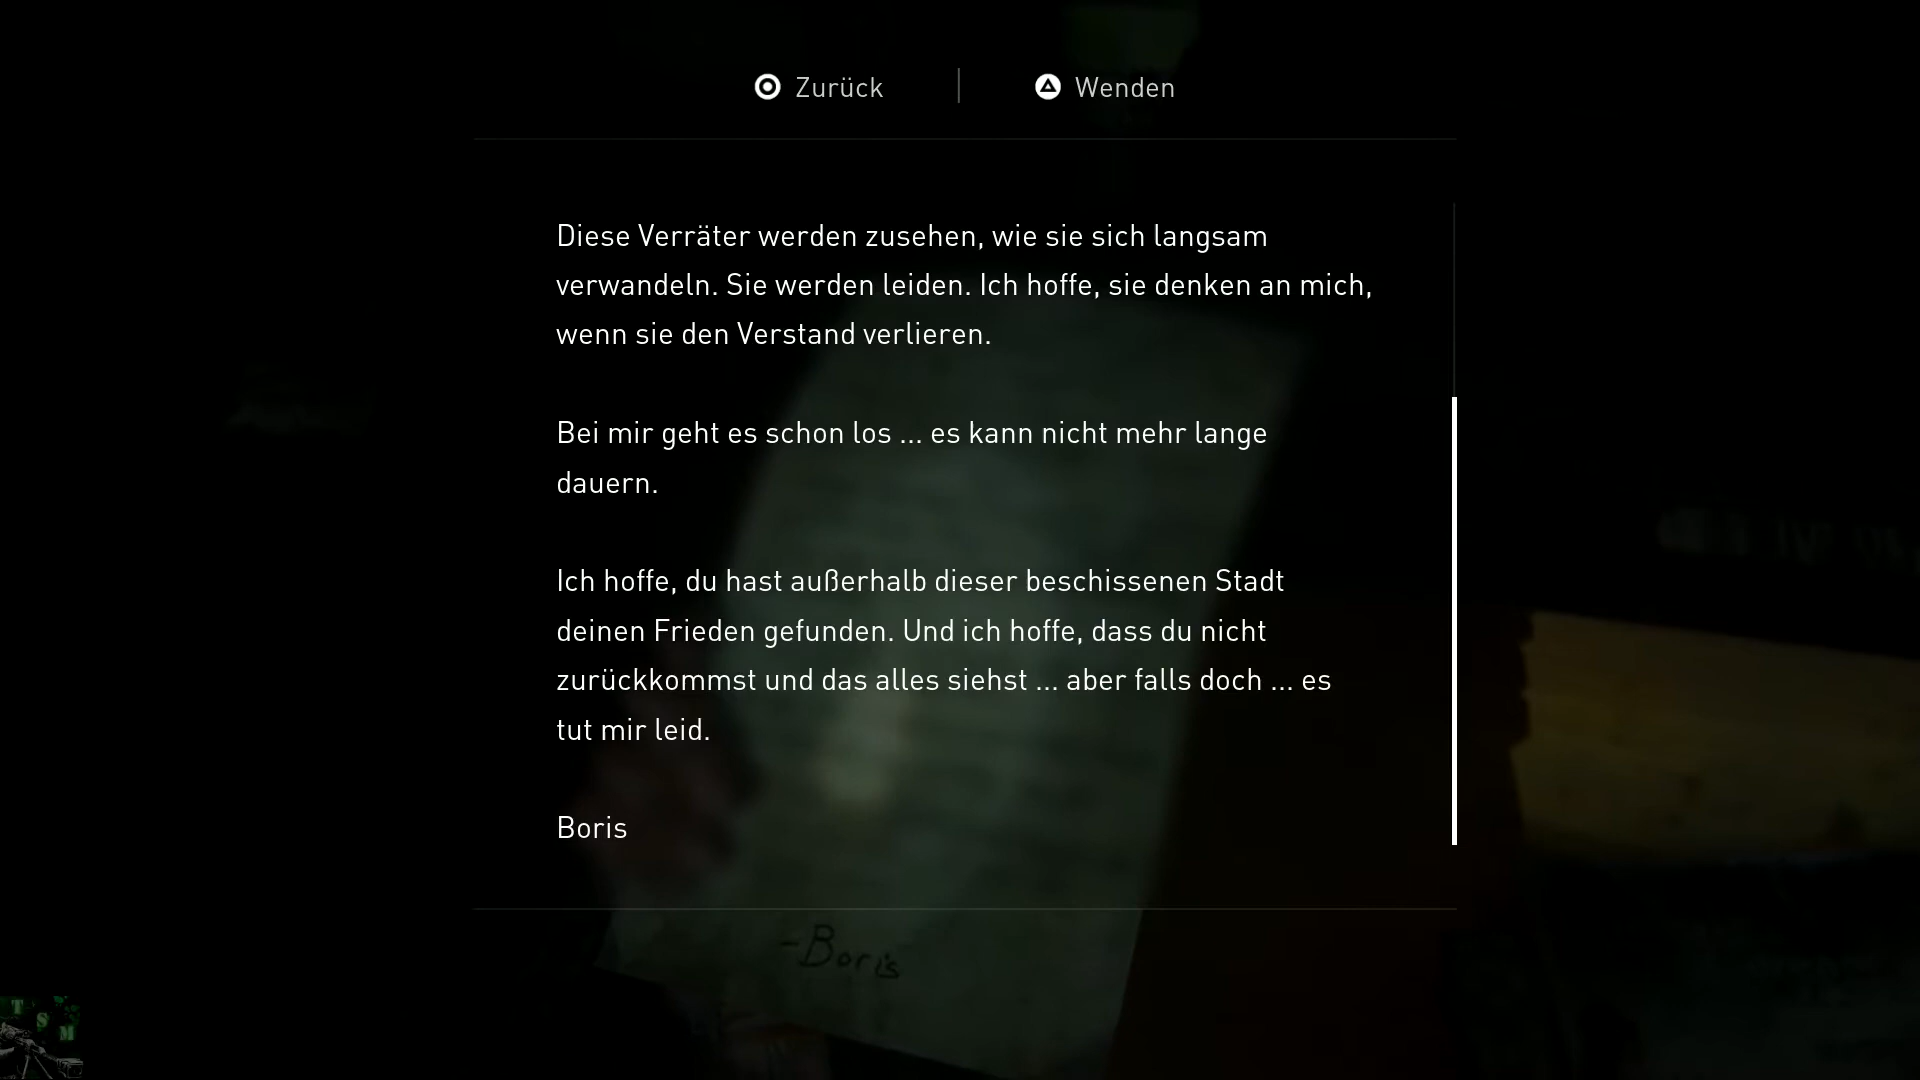 Zurück
Wenden
Diese Verräter werden zusehen, wie sie sich langsam
verwandeln. Sie werden leiden. Ich hoffe, sie denken an mich,
wenn sie den Verstand verlieren.
Bei mir geht es schon los ... es kann nicht mehr lange
dauern.
Ich hoffe, du hast außerhalb dieser beschissenen Stadt
deinen Frieden gefunden. Und ich hoffe, dass du nicht
zurückkommst und das alles siehst ... aber falls doch ... es
tut mir leid.
Boris
-Boris
T S M